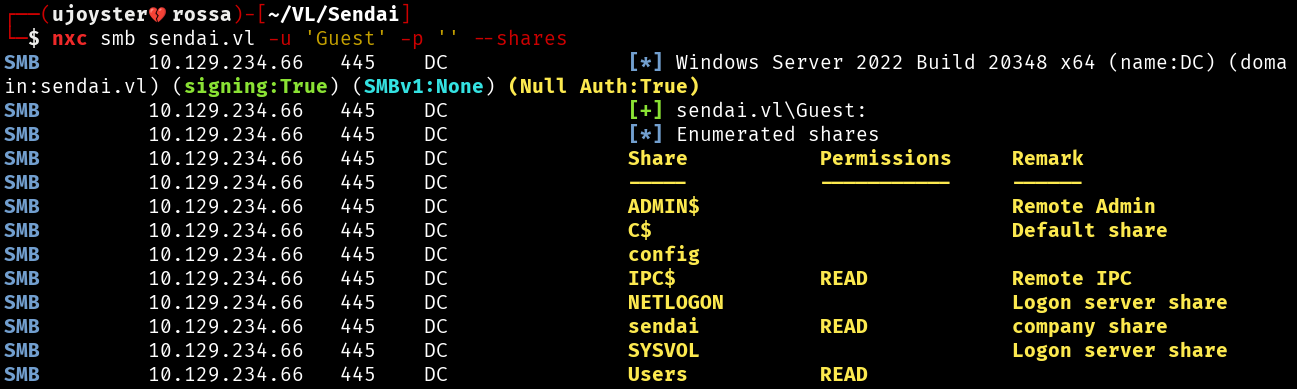 ┌──(ujoyster💔rossa)-[~/VL/Sendai]
└─$ nxc smb sendai.vl -u 'Guest' -p '' --shares
SMB         10.129.234.66   445    DC               [*] Windows Server 2022 Build 20348 x64 (name:DC) (doma
in:sendai.vl) (signing:True) (SMBv1:None) (Null Auth:True)
SMB         10.129.234.66   445    DC               [+] sendai.vl\Guest:
SMB         10.129.234.66   445    DC               [*] Enumerated shares
SMB         10.129.234.66   445    DC               Share           Permissions     Remark
SMB         10.129.234.66   445    DC               -----           -----------     ------
SMB         10.129.234.66   445    DC               ADMIN$                          Remote Admin
SMB         10.129.234.66   445    DC               C$                              Default share
SMB         10.129.234.66   445    DC               config
SMB         10.129.234.66   445    DC               IPC$            READ            Remote IPC
SMB         10.129.234.66   445    DC               NETLOGON                        Logon server share
SMB         10.129.234.66   445    DC               sendai          READ            company share
SMB         10.129.234.66   445    DC               SYSVOL                          Logon server share
SMB         10.129.234.66   445    DC               Users           READ